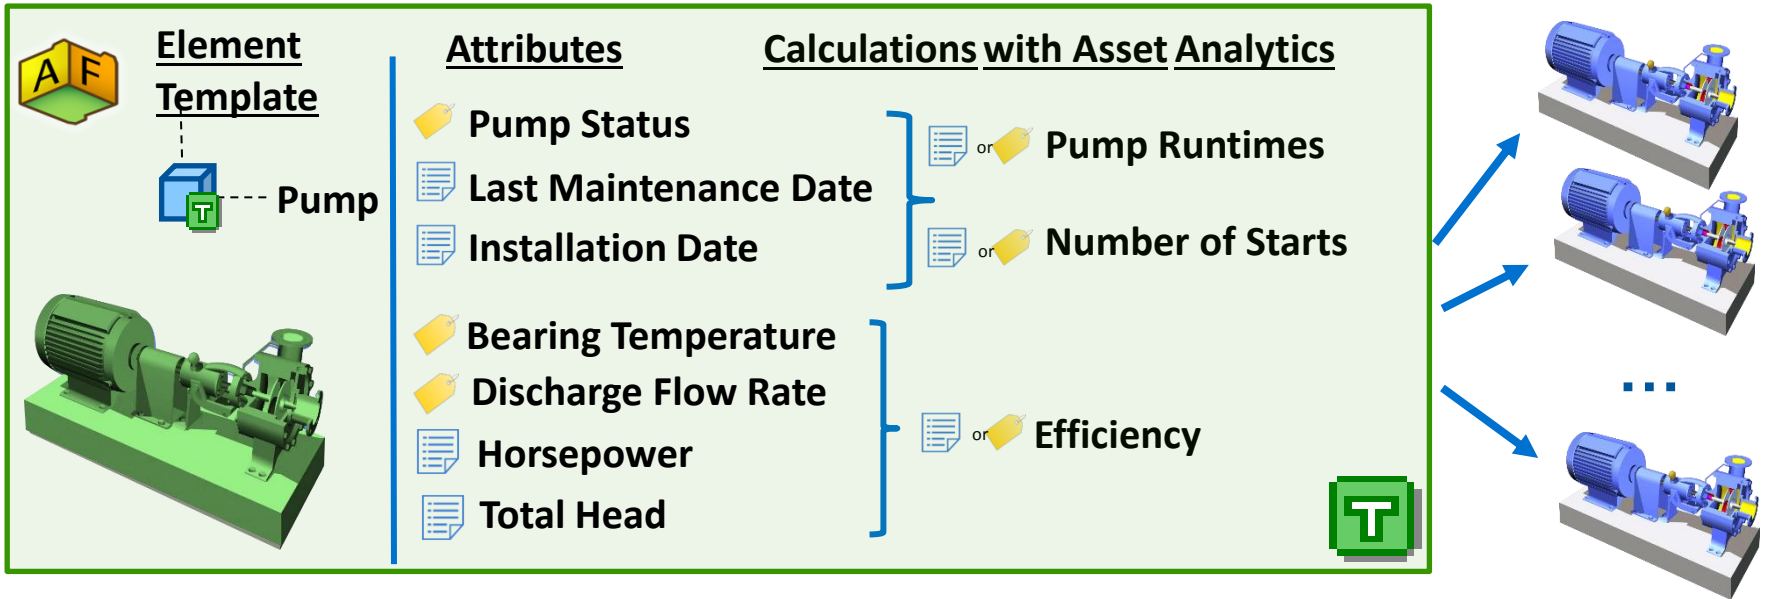 A F
Element
Template
Attributes
Calculations with Asset Analytics
T
Pump
Pump Status
Last Maintenance Date
Installation Date
or Pump Runtimes
or Number of Starts
Bearing Temperature
Discharge Flow Rate
Horsepower
Total Head
or Efficiency
...
T